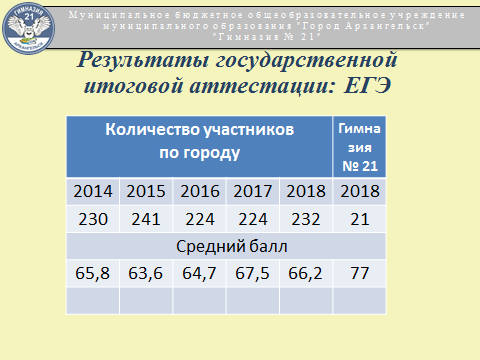 Муниципальное бюджетное общеобразовательное учреждение
муниципального образования "Город Архангельск"
"Гимназия № 21"
ГИМНАЗИЯ
21
АРХАНГЕЛЬСК
Результаты государственной
итоговой аттестации: ЕГЭ
Количество участников
по городу
Гимна
зия
№ 21
2014 2015 2016 2017 2018 2018
230 241 224 224 232 21
Средний балл
65,8 63,6 64,7 67,5 66,2 77